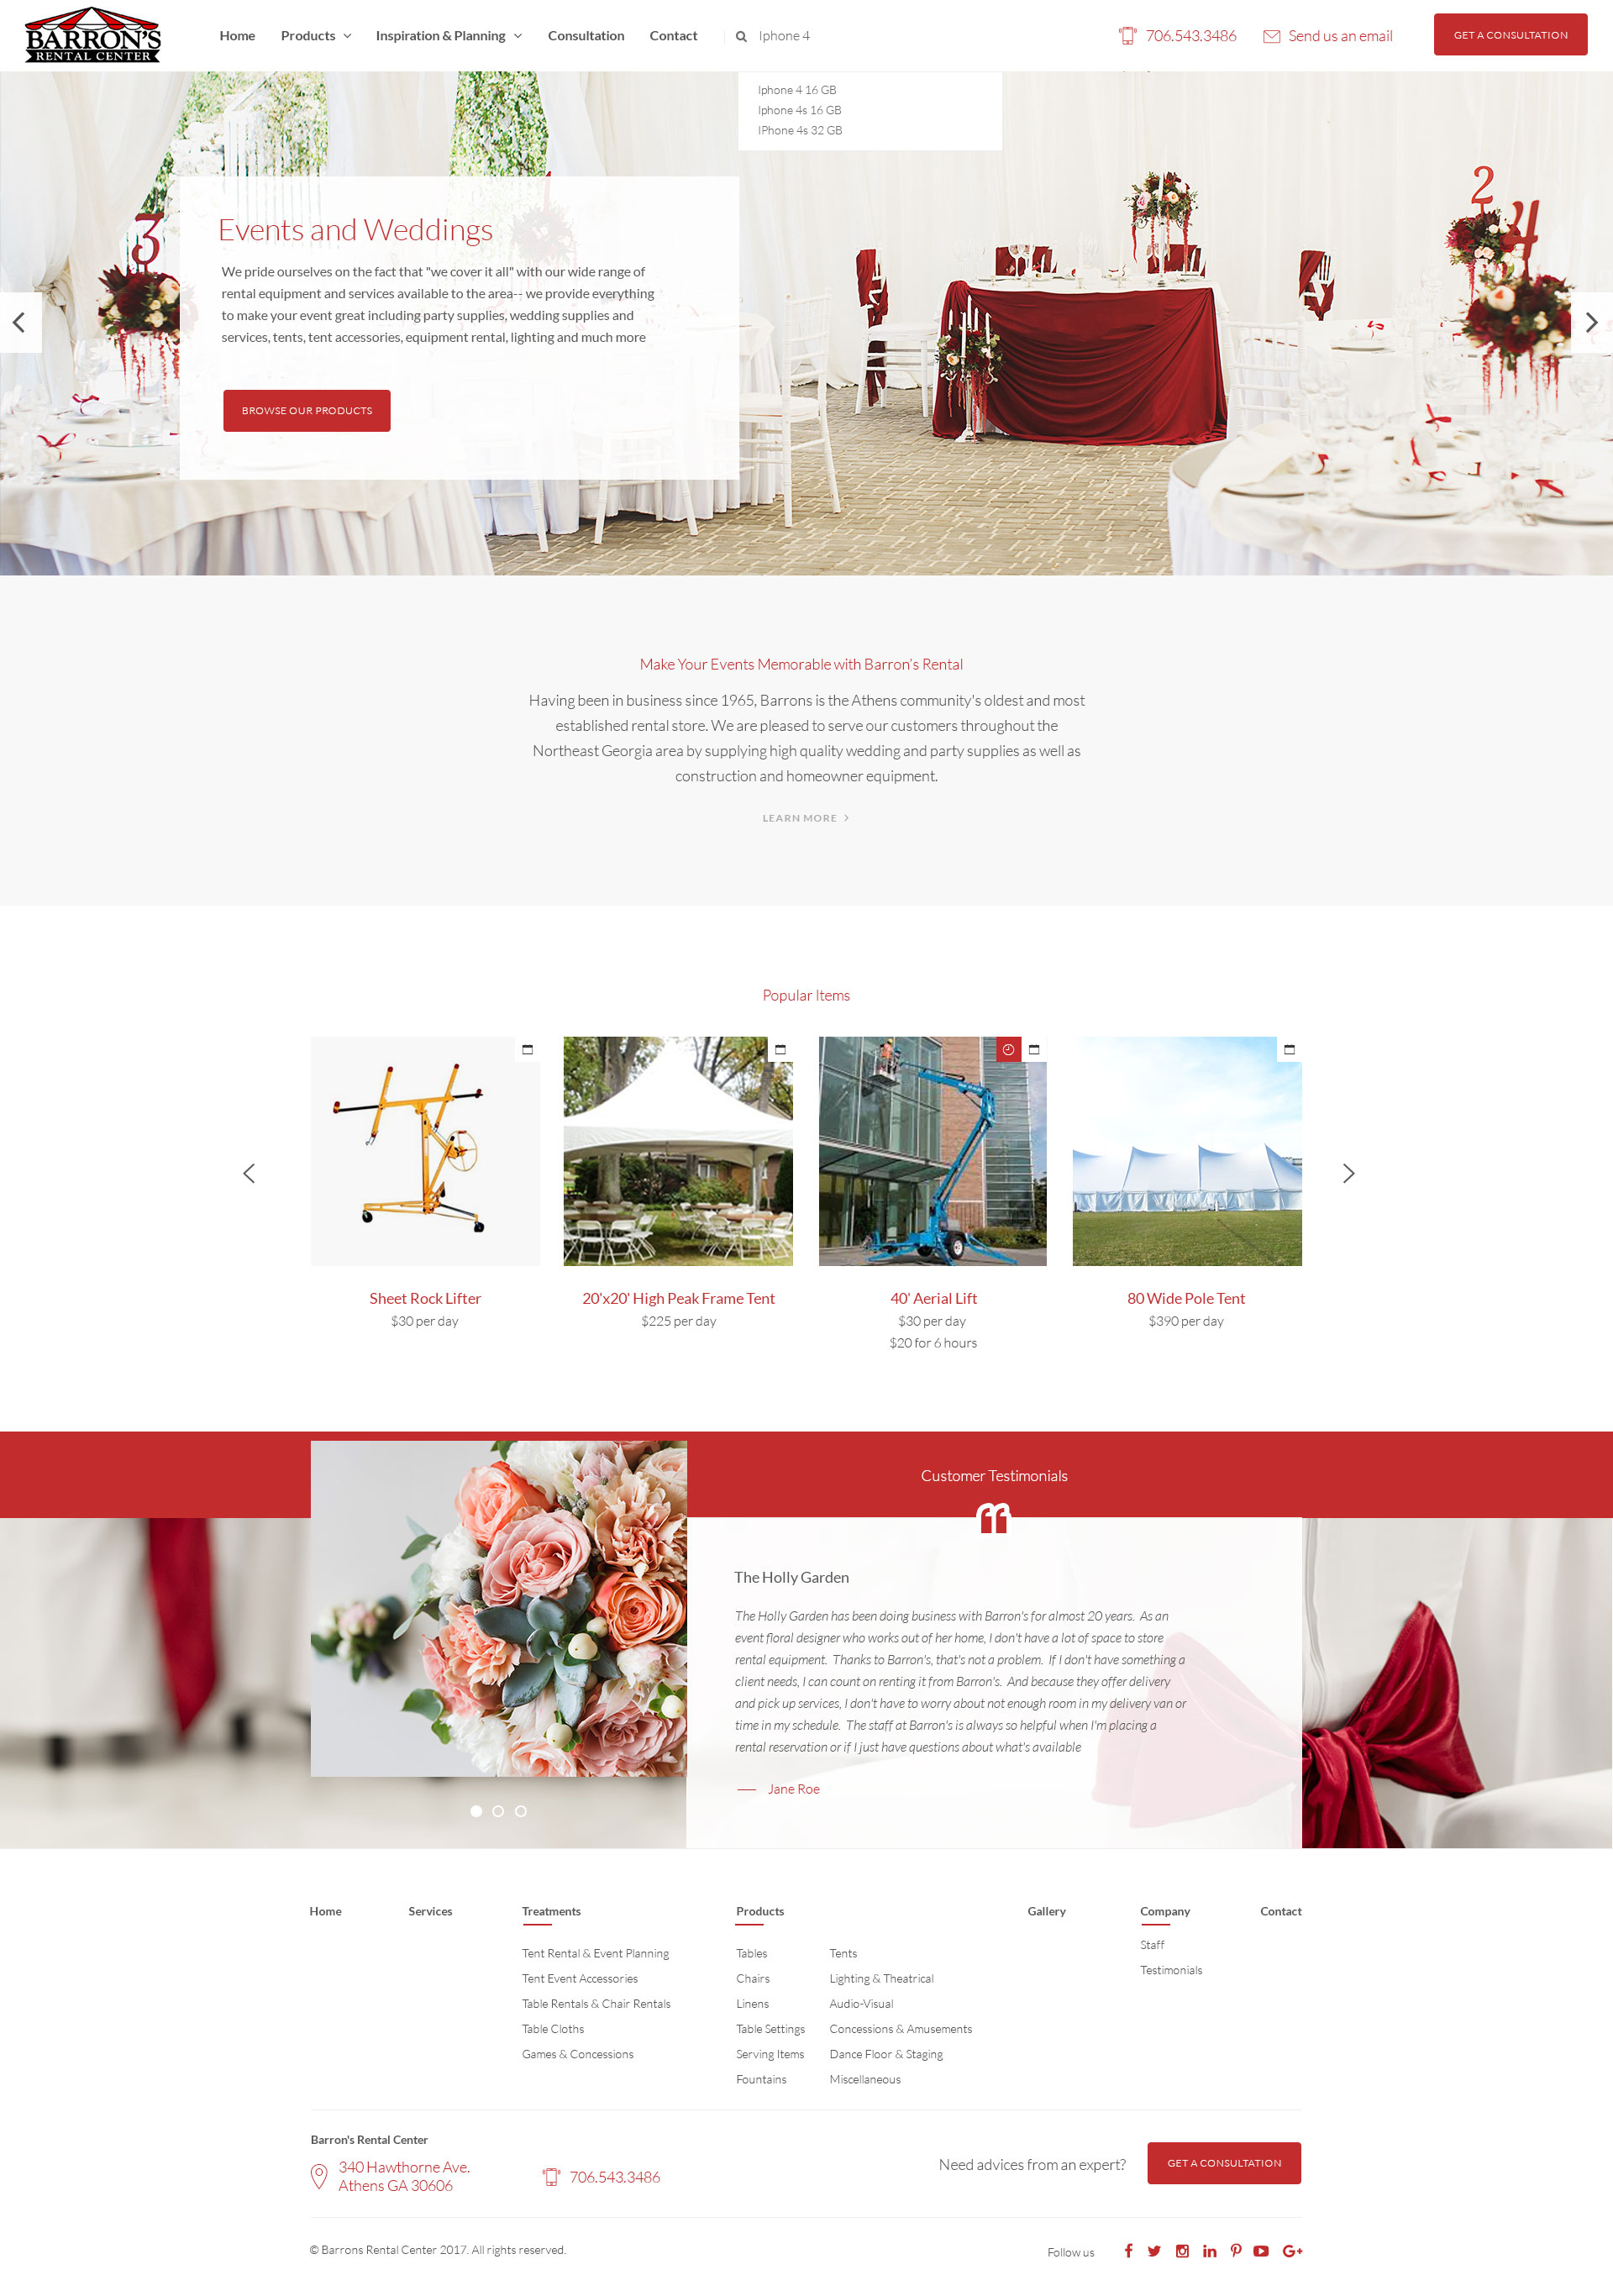 BARRON'S
RENTAL CENTER
Home Products Inspiration & Planning Consultation Contact Iphone 4 706.543.3486 Send us an email GET A CONSULTATION
Iphone 4 16 GB
Iphone 4s 16 GB
IPhone 4s 32 GB
3
2
4
Events and Weddings
We pride ourselves on the fact that "we cover it all" with our wide range of
rental equipment and services available to the area-- we provide everything
to make your event great including party supplies, wedding supplies and
services, tents, tent accessories, equipment rental, lighting and much more
BROWSE OUR PRODUCTS
Make Your Events Memorable with Barron's Rental
Having been in business since 1965, Barrons is the Athens community's oldest and most
established rental store. We are pleased to serve our customers throughout the
Northeast Georgia area by supplying high quality wedding and party supplies as well as
construction and homeowner equipment.
LEARN MORE
Popular Items
Sheet Rock Lifter
$30 per day
20'x20' High Peak Frame Tent
$225 per day
40' Aerial Lift
$30 per day
$20 for 6 hours
80 Wide Pole Tent
$390 per day
Customer Testimonials
The Holly Garden
The Holly Garden has been doing business with Barron's for almost 20 years. As an
event floral designer who works out of her home, I don't have a lot of space to store
rental equipment. Thanks to Barron's, that's not a problem. If I don't have something a
client needs, I can count on renting it from Barron's. And because they offer delivery
and pick up services, I don't have to worry about not enough room in my delivery van or
time in my schedule. The staff at Barron's is always so helpful when I'm placing a
rental reservation or if I just have questions about what's available
Jane Roe
Home
Services
Treatments
Tent Rental & Event Planning
Tent Event Accessories
Table Rentals & Chair Rentals
Table Cloths
Games & Concessions
Products
Tables
Chairs
Linens
Table Settings
Serving Items
Fountains
Tents
Lighting & Theatrical
Audio-Visual
Concessions & Amusements
Dance Floor & Staging
Miscellaneous
Gallery
Company
Staff
Testimonials
Contact
Barron's Rental Center
340 Hawthorne Ave.
Athens GA 30606
706.543.3486
Need advices from an expert?
GET A CONSULTATION
© Barrons Rental Center 2017. All rights reserved.
Follow us